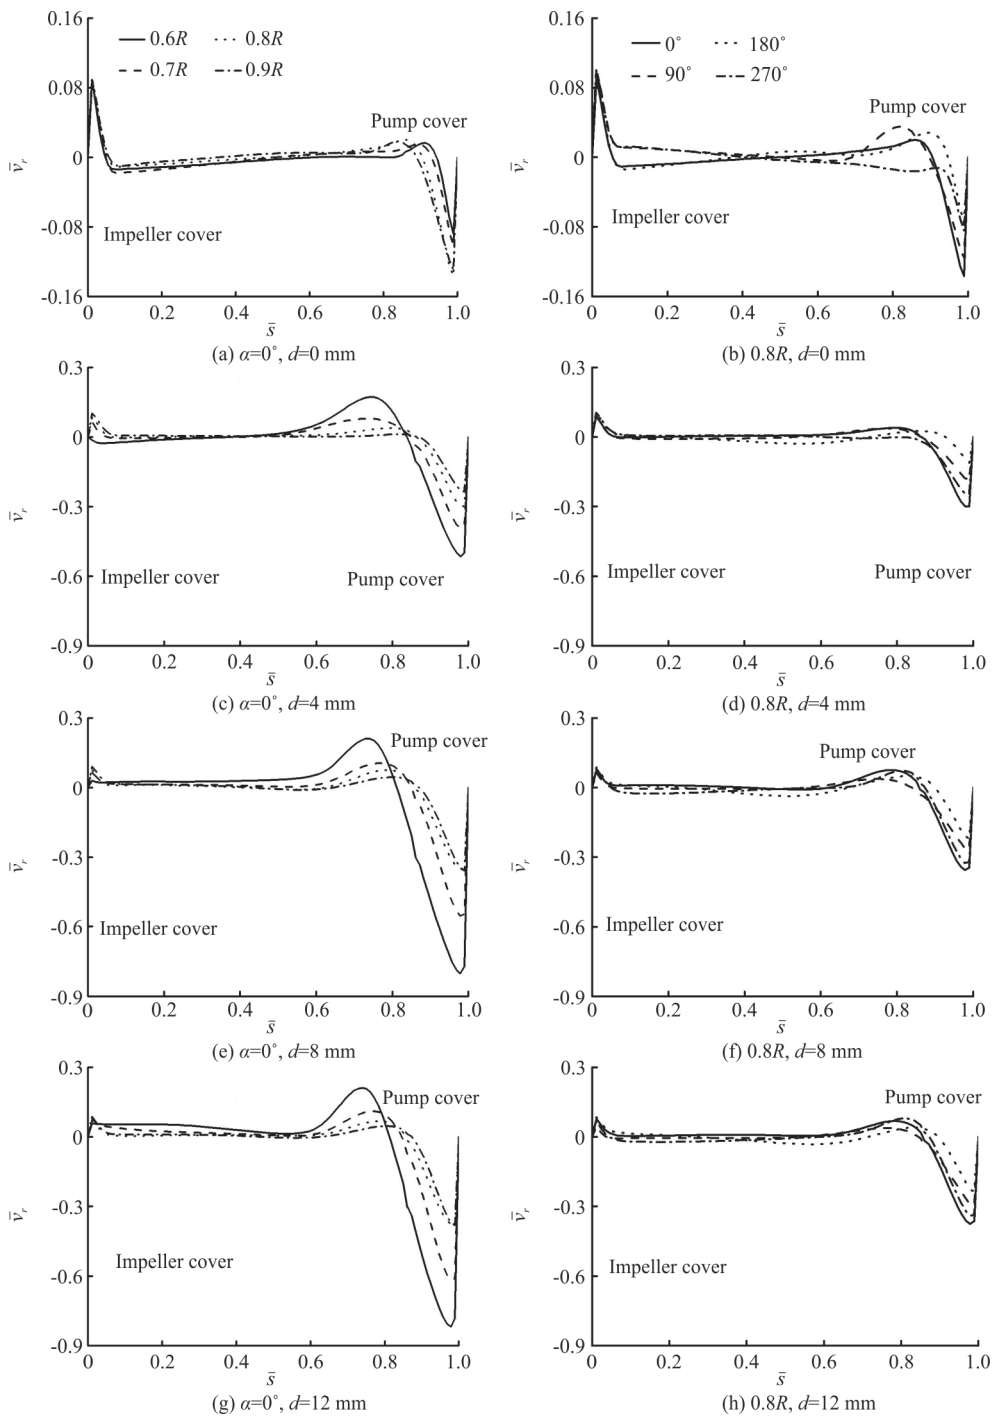 0.16
0.08
0
-0.08
-0.16
v̄r
0.6R
0.8R
0.7R
0.9R
Pump cover
Impeller cover
0 0.2 0.4 0.6 0.8 1.0
s̄
(a) α=0°, d=0 mm
0.16
0.08
0
-0.08
-0.16
v̄r
0°
180°
90°
270°
Pump cover
Impeller cover
0 0.2 0.4 0.6 0.8 1.0
s̄
(b) 0.8R, d=0 mm
0.3
0
-0.3
-0.6
-0.9
v̄r
Impeller cover
Pump cover
0 0.2 0.4 0.6 0.8 1.0
s̄
(c) α=0°, d=4 mm
0.3
0
-0.3
-0.6
-0.9
v̄r
Impeller cover
Pump cover
0 0.2 0.4 0.6 0.8 1.0
s̄
(d) 0.8R, d=4 mm
0.3
0
-0.3
-0.6
-0.9
v̄r
Pump cover
Impeller cover
0 0.2 0.4 0.6 0.8 1.0
s̄
(e) α=0°, d=8 mm
0.3
0
-0.3
-0.6
-0.9
v̄r
Pump cover
Impeller cover
0 0.2 0.4 0.6 0.8 1.0
s̄
(f) 0.8R, d=8 mm
0.3
0
-0.3
-0.6
-0.9
v̄r
Pump cover
Impeller cover
0 0.2 0.4 0.6 0.8 1.0
s̄
(g) α=0°, d=12 mm
0.3
0
-0.3
-0.6
-0.9
v̄r
Pump cover
Impeller cover
0 0.2 0.4 0.6 0.8 1.0
s̄
(h) 0.8R, d=12 mm